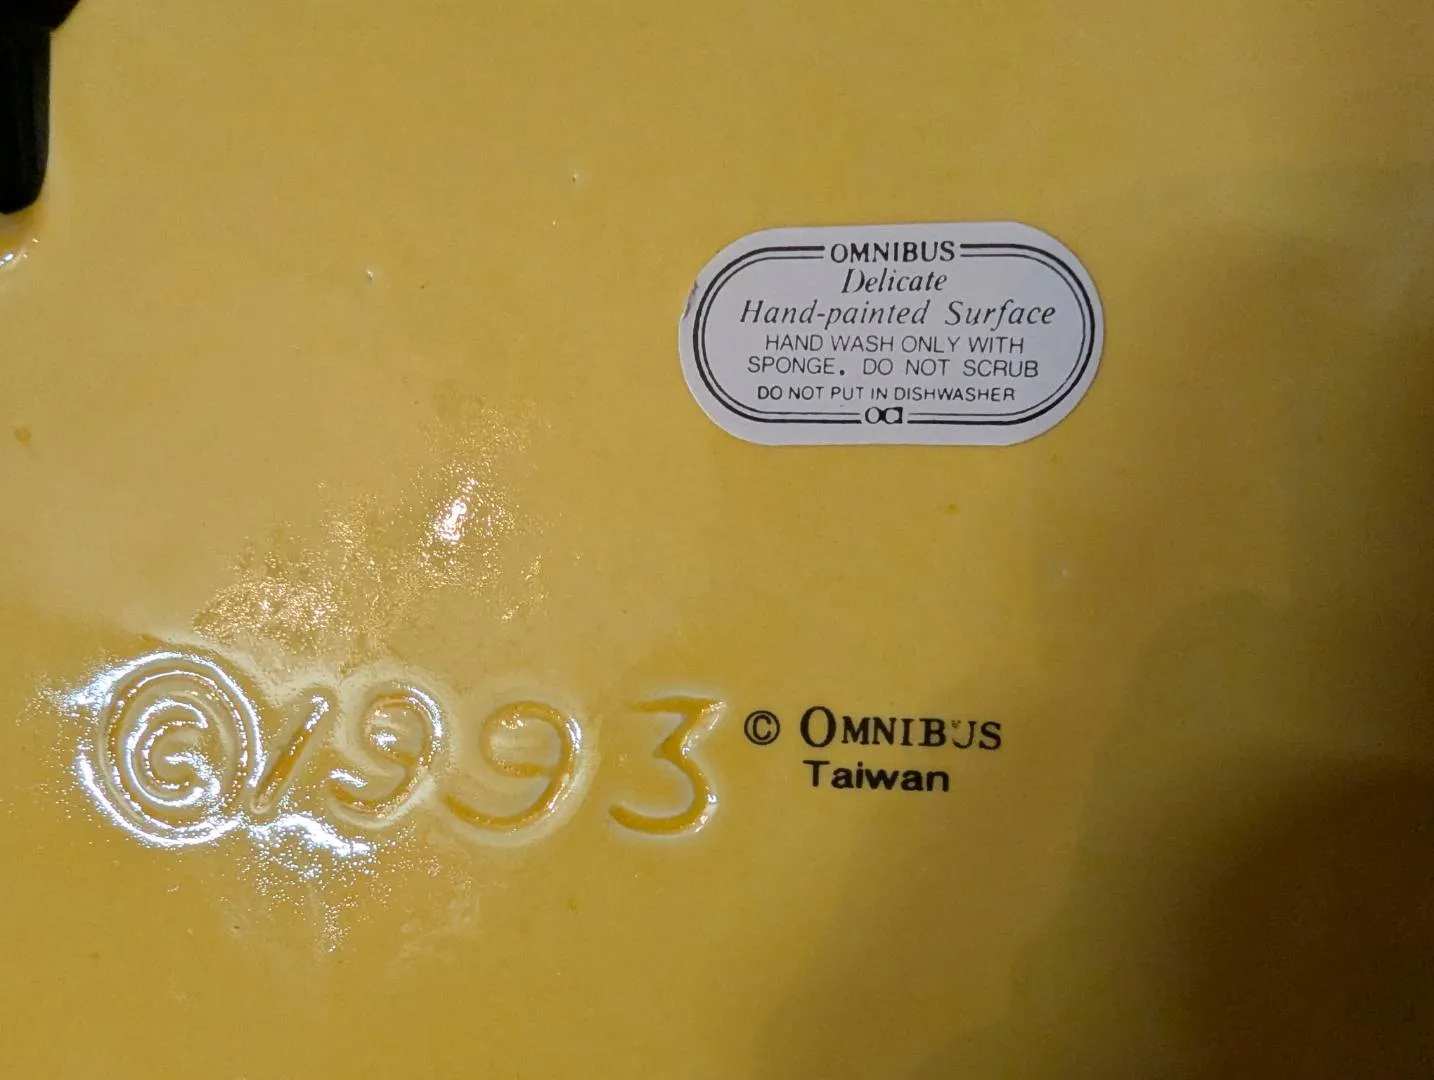 OMNIBUS
Delicate
Hand-painted Surface
HAND WASH ONLY WITH
SPONGE. DO NOT SCRUB
DO NOT PUT IN DISHWASHER
©1993
© OMNIBUS
Taiwan